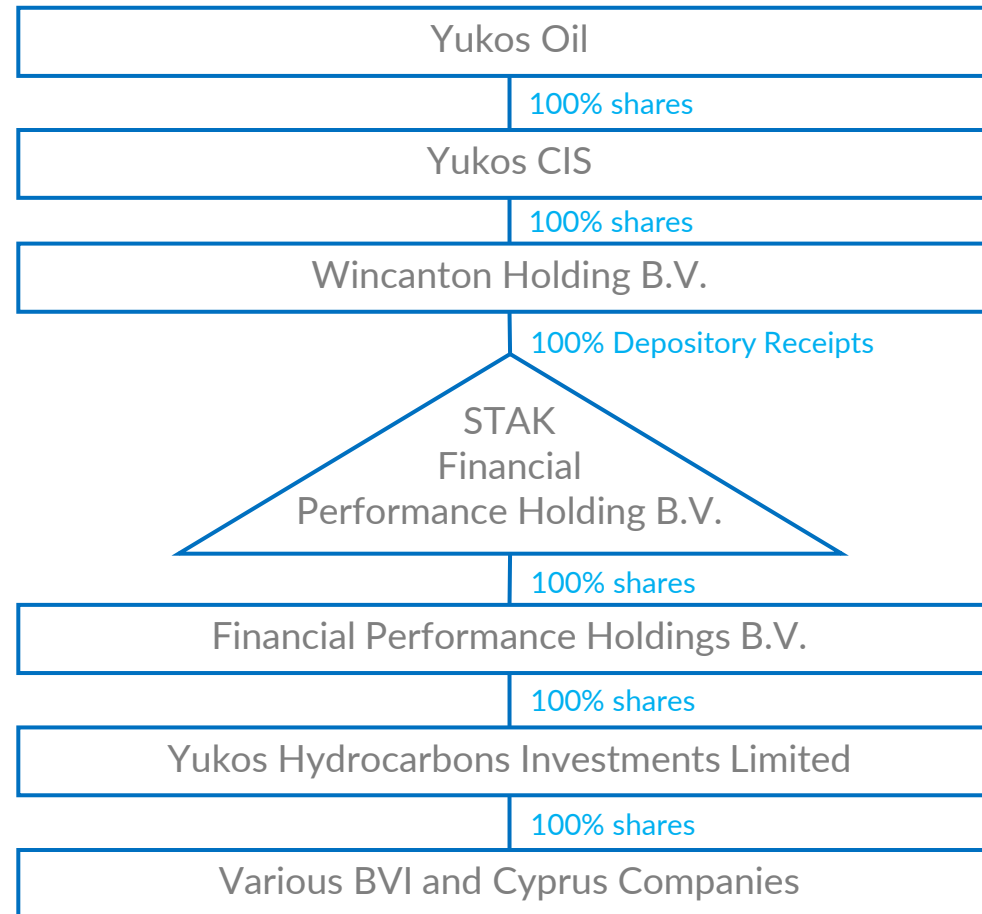 Yukos Oil
100% shares
Yukos CIS
100% shares
Wincanton Holding B.V.
100% Depository Receipts
STAK
Financial
Performance Holding B.V.
100% shares
Financial Performance Holdings B.V.
100% shares
Yukos Hydrocarbons Investments Limited
100% shares
Various BVI and Cyprus Companies